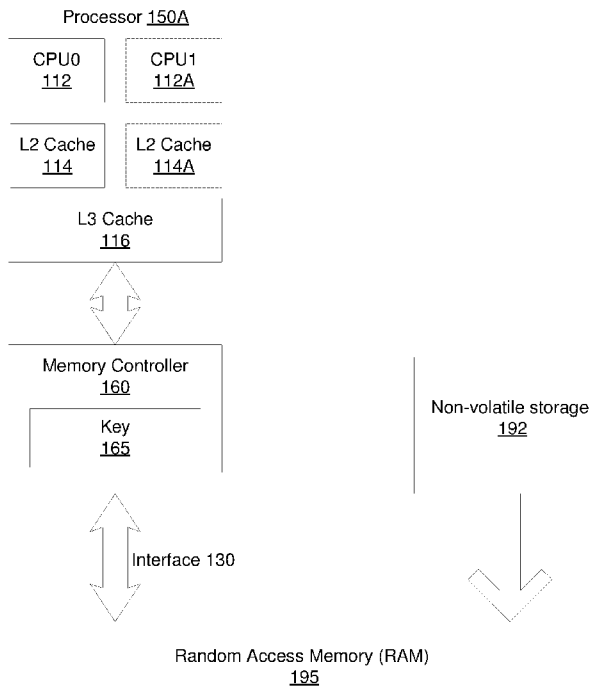 Processor 150A
CPU0
112
CPU1
112A
L2 Cache
114
L2 Cache
114A
L3 Cache
116
Memory Controller
160
Key
165
Non-volatile storage
192
Interface 130
Random Access Memory (RAM)
195